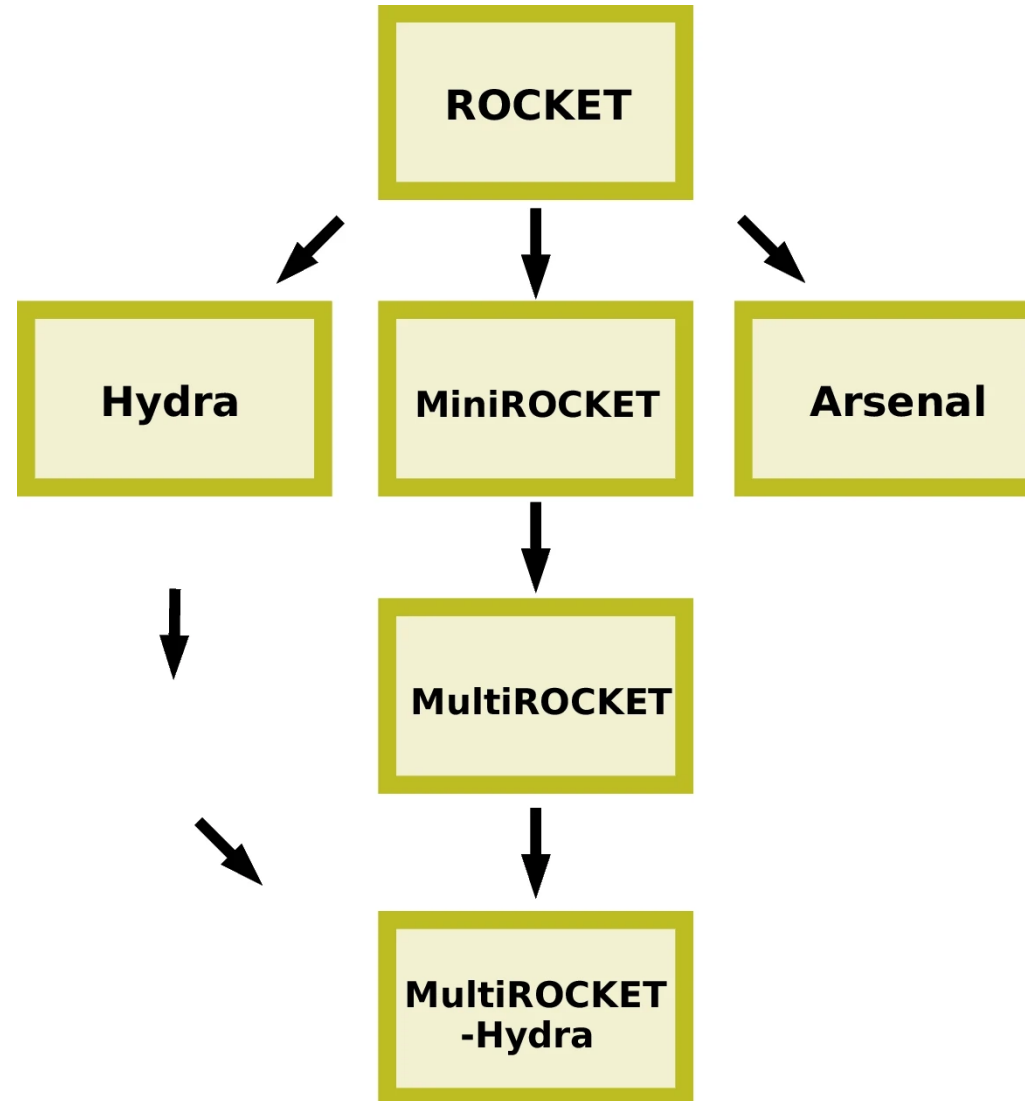 ROCKET
Hydra
MiniROCKET
Arsenal
MultiROCKET
MultiROCKET
-Hydra